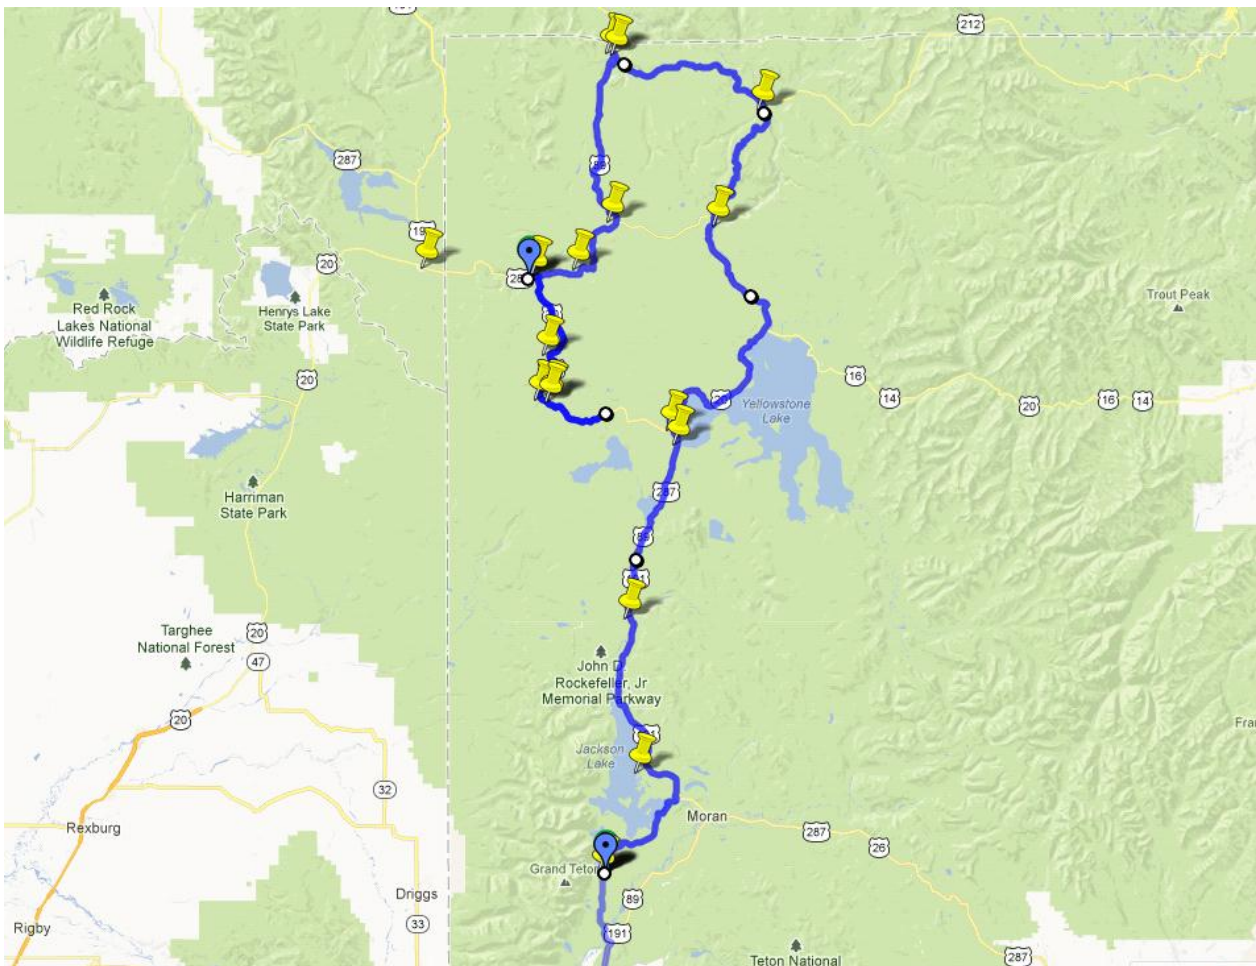 212
287
191
20
Red Rock
Lakes National
Wildlife Refuge
Henrys Lake
State Park
Trout Peak
20
16
14
20
16
14
20
Yellowstone
Lake
Harriman
State Park
287
89
Targhee
National Forest
20
47
John D.
Rockefeller, Jr
Memorial Parkway
20
Jackson
Lake
32
Moran
287
26
Rexburg
Grand Teton
Driggs
89
33
Rigby
191
287
Teton National